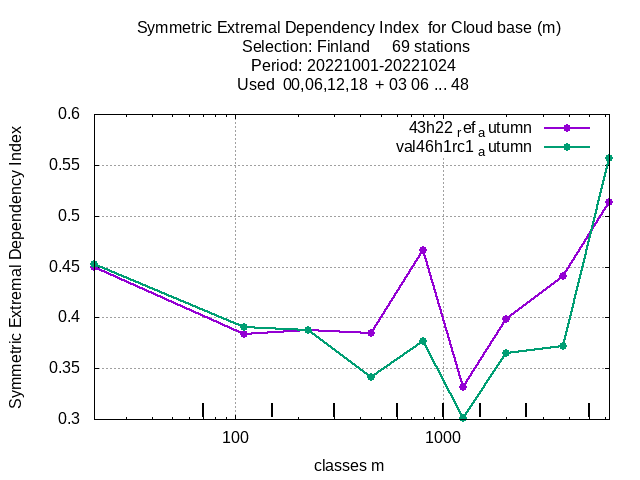 Symmetric Extremal Dependency Index  for Cloud base (m)
Selection: Finland     69 stations
Period: 20221001-20221024
Used  00,06,12,18  + 03 06 ... 48
Symmetric Extremal Dependency Index
0.6
0.55
0.5
0.45
0.4
0.35
0.3
43h22 refautumn
val46h1rc1 autumn
100
1000
classes m